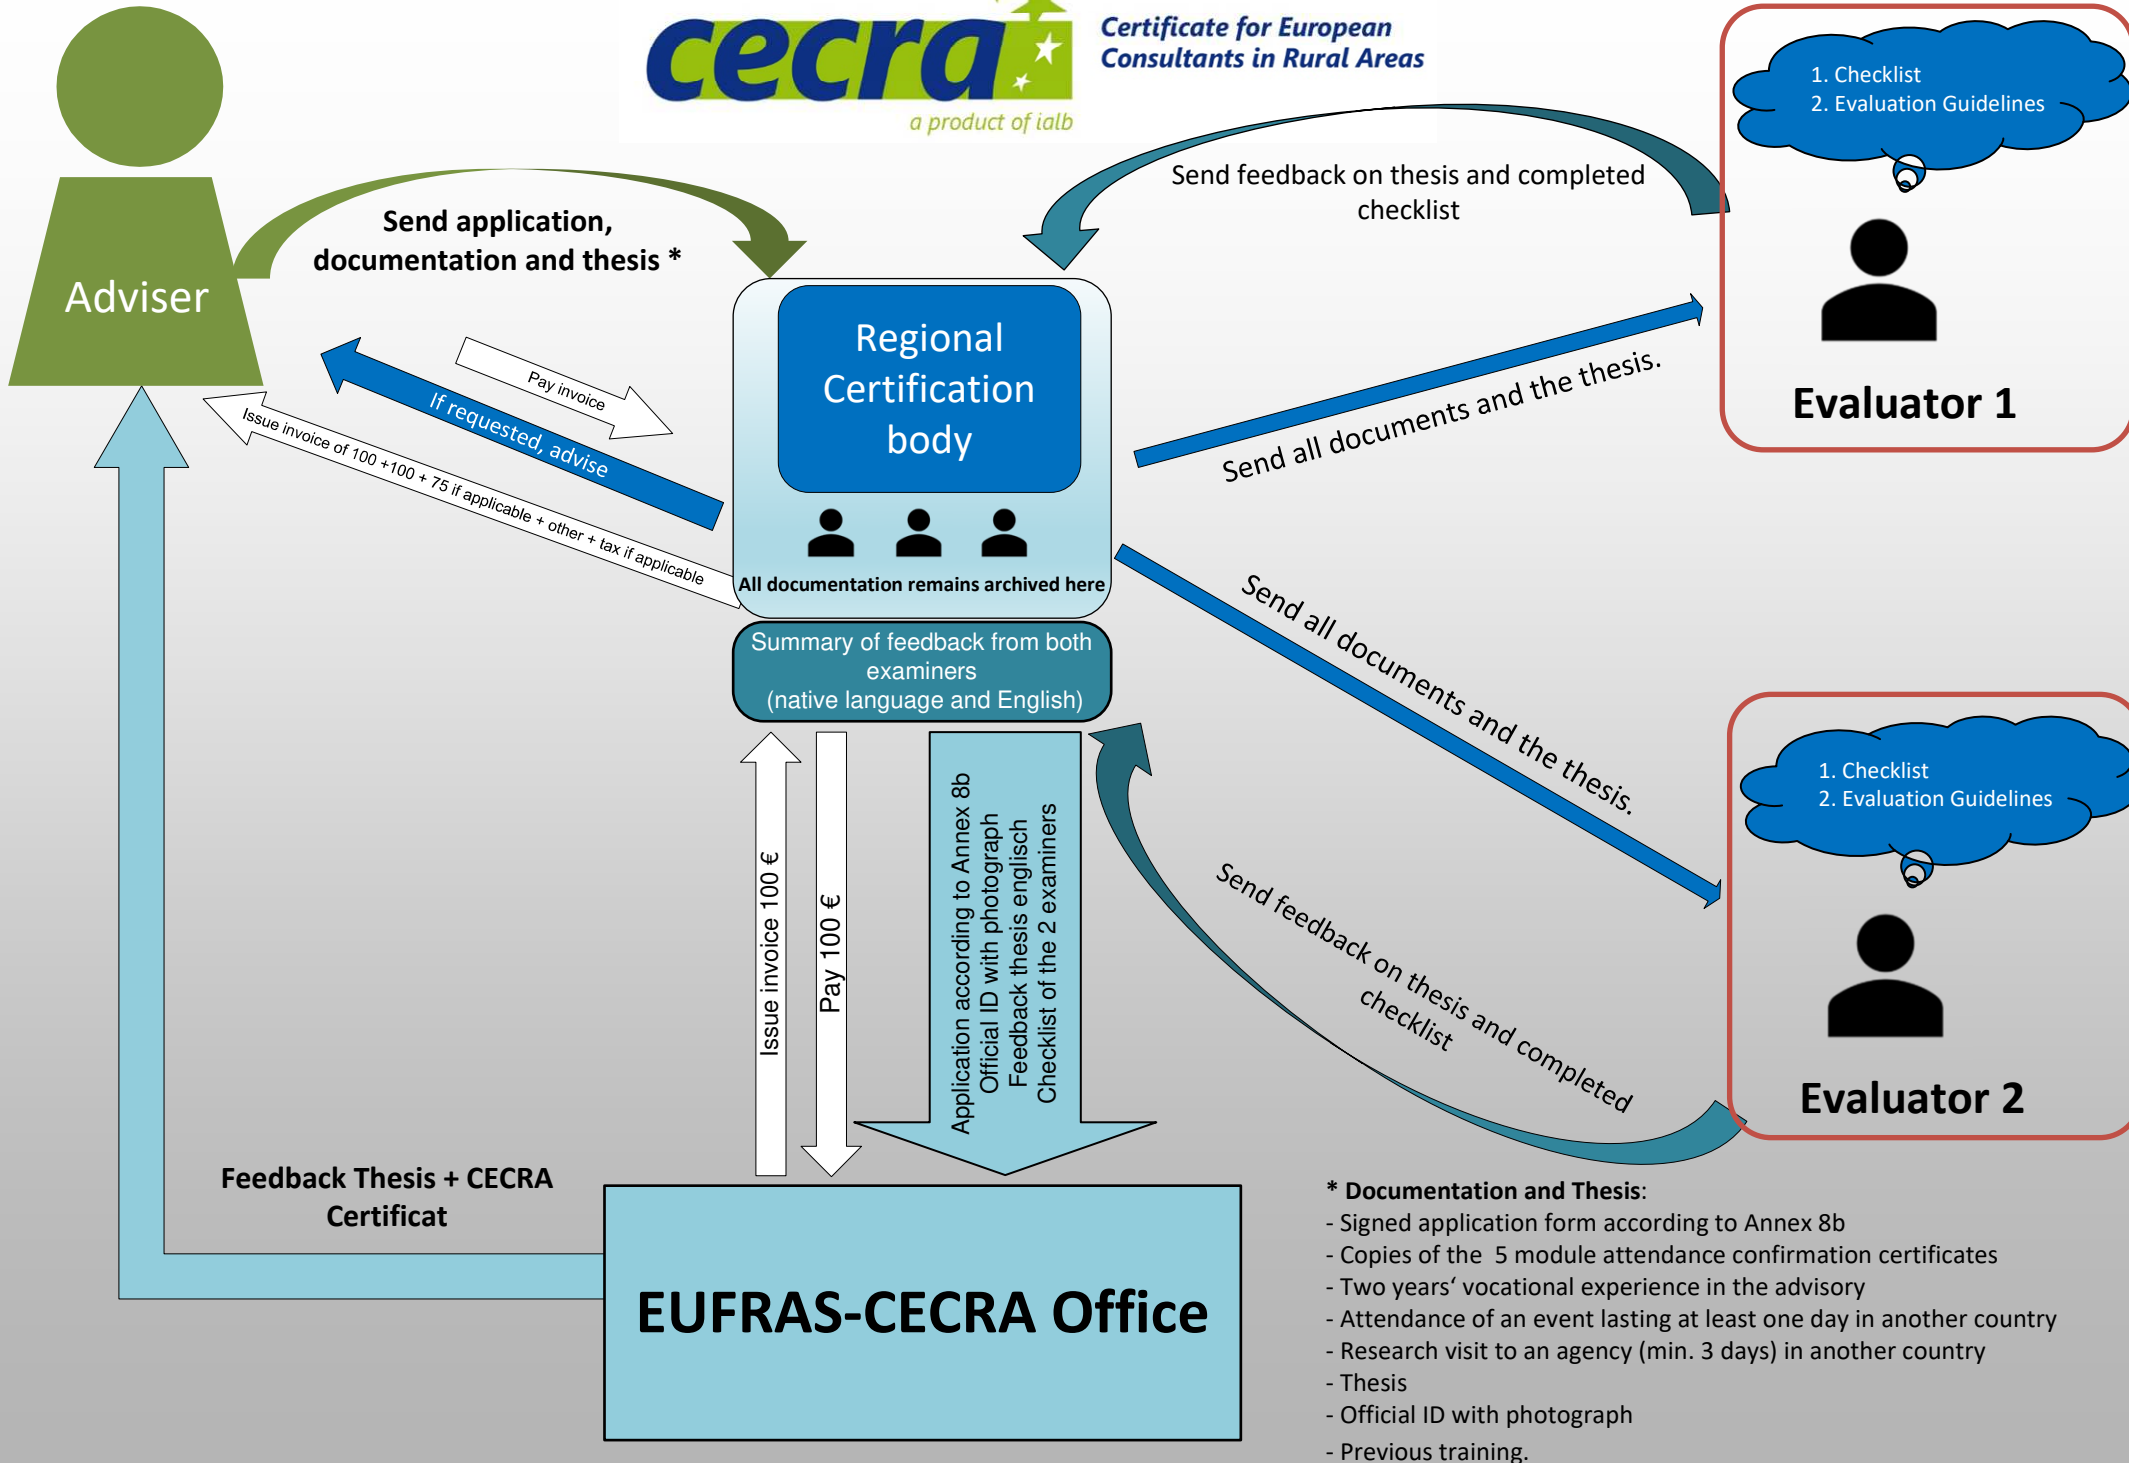 cecra
a product of ialb
Certificate for European
Consultants in Rural Areas
1. Checklist
2. Evaluation Guidelines
Send feedback on thesis and completed
checklist
Send application,
documentation and thesis *
Adviser
Regional
Certification
body
Pay invoice
If requested, advise
Issue invoice of 100 +100 + 75 if applicable + other + tax if applicable
Send all documents and the thesis.
Evaluator 1
All documentation remains archived here
Summary of feedback from both
examiners
(native language and English)
Send all documents and the thesis.
1. Checklist
2. Evaluation Guidelines
Issue invoice 100 €
Pay 100 €
Application according to Annex 8b
Official ID with photograph
Feedback thesis englisch
Checklist of the 2 examiners
Send feedback on thesis and completed
checklist
Evaluator 2
Feedback Thesis + CECRA
Certificat
EUFRAS-CECRA Office
* Documentation and Thesis:
- Signed application form according to Annex 8b
- Copies of the  5 module attendance confirmation certificates
- Two years‘ vocational experience in the advisory
- Attendance of an event lasting at least one day in another country
- Research visit to an agency (min. 3 days) in another country
- Thesis
- Official ID with photograph
- Previous training.